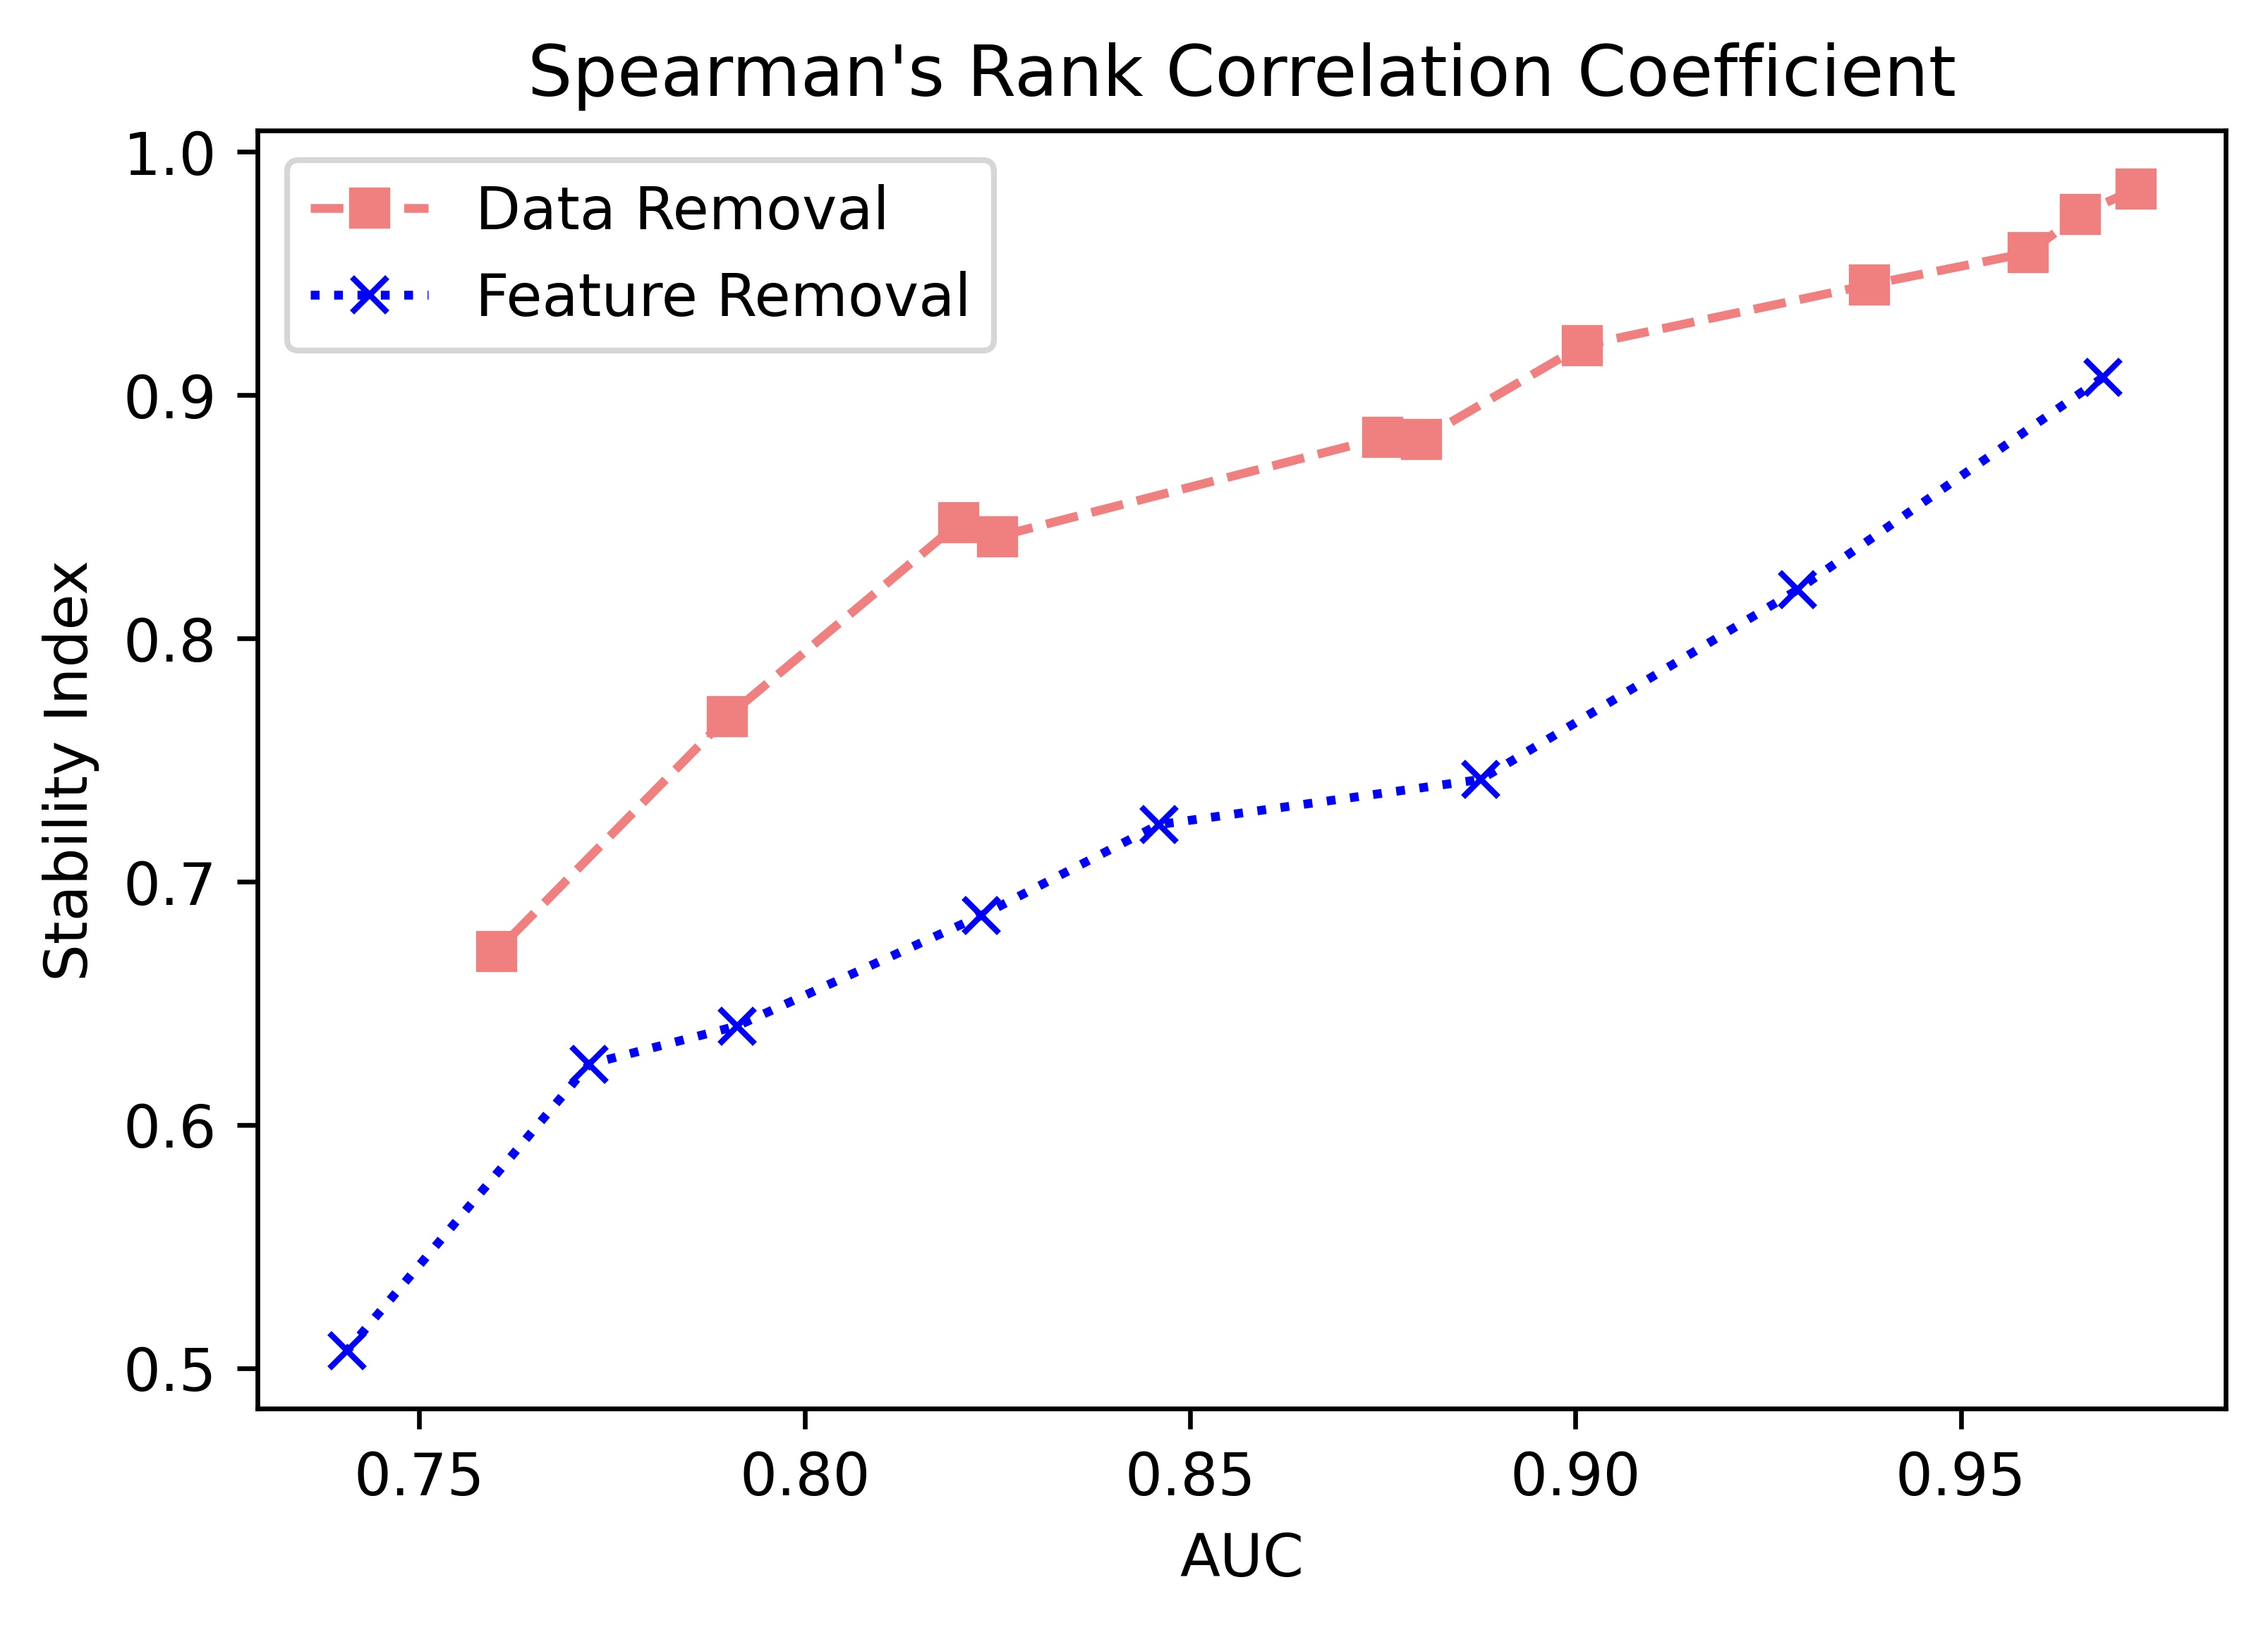 Spearman's Rank Correlation Coefficient
Data Removal
Feature Removal
Stability Index
1.0
0.9
0.8
0.7
0.6
0.5
0.75 0.80 0.85 0.90 0.95
AUC